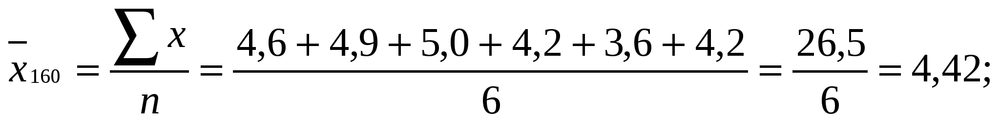 x̄₁₆₀ = ∑x / n = (4,6 + 4,9 + 5,0 + 4,2 + 3,6 + 4,2) / 6 = 26,5 / 6 = 4,42;